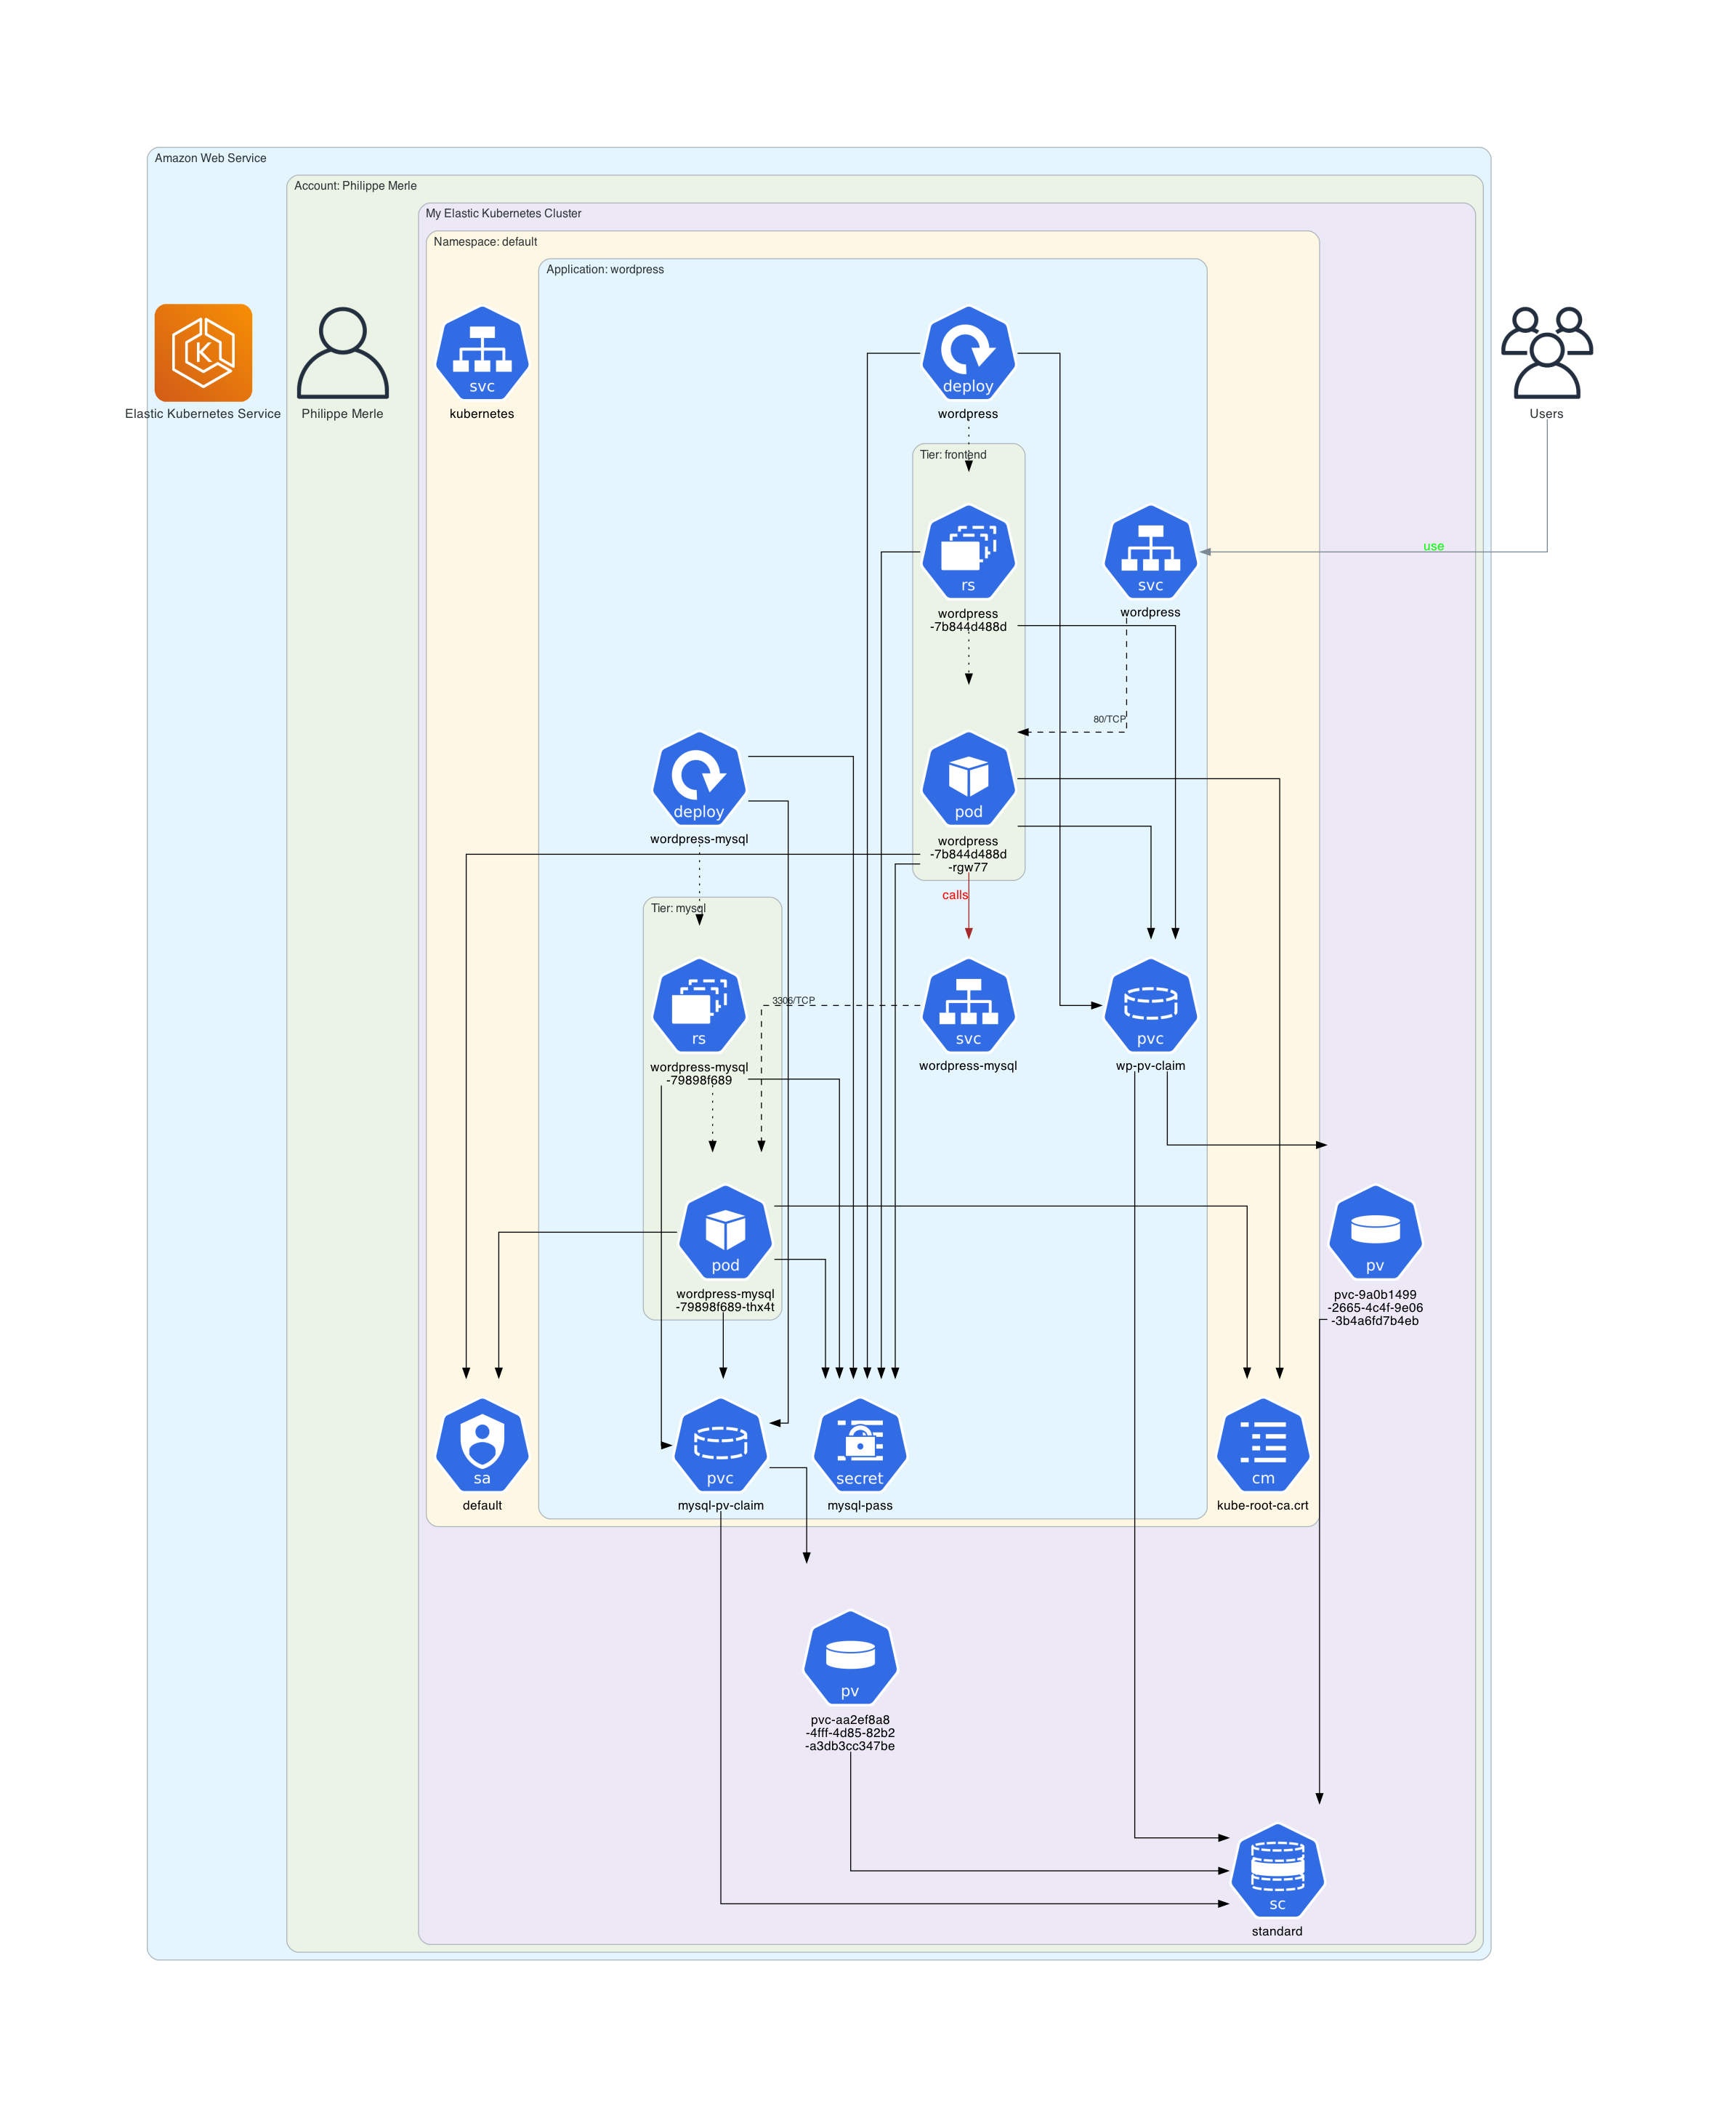 Amazon Web Service
Account: Philippe Merle
My Elastic Kubernetes Cluster
Namespace: default
Application: wordpress
K
Elastic Kubernetes Service
Philippe Merle
svc
kubernetes
deploy
wordpress
Users
Tier: frontend
rs
wordpress
-7b844d488d
svc
wordpress
use
80/TCP
deploy
wordpress-mysql
pod
wordpress
-7b844d488d
-rgw77
calls
Tier: mysql
rs
wordpress-mysql
-79898f689
3306/TCP
svc
wordpress-mysql
pvc
wp-pv-claim
pod
wordpress-mysql
-79898f689-thx4t
pv
pvc-9a0b1499
-2665-4c4f-9e06
-3b4a6fd7b4eb
sa
default
pvc
mysql-pv-claim
secret
mysql-pass
cm
kube-root-ca.crt
pv
pvc-aa2ef8a8
-4fff-4d85-82b2
-a3db3cc347be
sc
standard